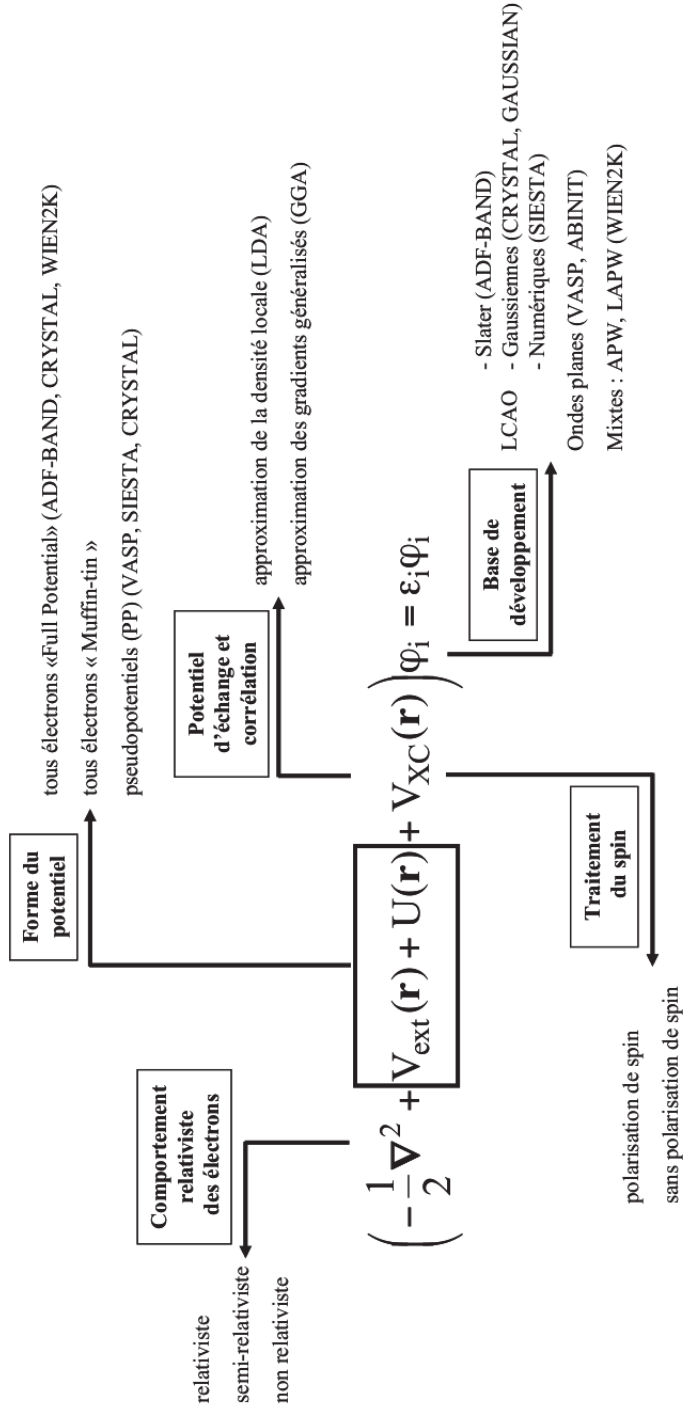 tous électrons «Full Potential» (ADF-BAND, CRYSTAL, WIEN2K)
tous électrons « Muffin-tin »
pseudopotentiels (PP) (VASP, SIESTA, CRYSTAL)
Forme du
potentiel
Comportement
relativiste
des électrons
relativiste
semi-relativiste
non relativiste
Potentiel
d'échange et
corrélation
approximation de la densité locale (LDA)
approximation des gradients généralisés (GGA)
(-1/2 ∇² + V_ext(r) + U(r) + V_XC(r)) φ_i = ε_i φ_i
Traitement
du spin
polarisation de spin
sans polarisation de spin
Base de
développement
- Slater (ADF-BAND)
LCAO - Gaussiennes (CRYSTAL, GAUSSIAN)
- Numériques (SIESTA)
Ondes planes (VASP, ABINIT)
Mixtes : APW, LAPW (WIEN2K)